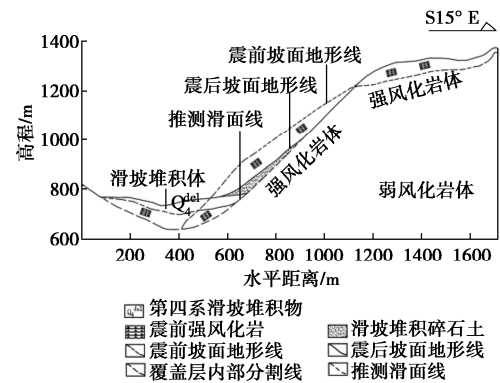 S15° E
1400
震前坡面地形线
1200
震后坡面地形线
强风化岩体
推测滑面线
高程/m
1000
强风化岩体
滑坡堆积体
800
Q₄ᵈᵉˡ
弱风化岩体
600
200 400 600 800 1000 1200 1400 1600
水平距离/m
第四系滑坡堆积物
震前强风化岩 滑坡堆积碎石土
震前坡面地形线 震后坡面地形线
覆盖层内部分割线 推测滑面线